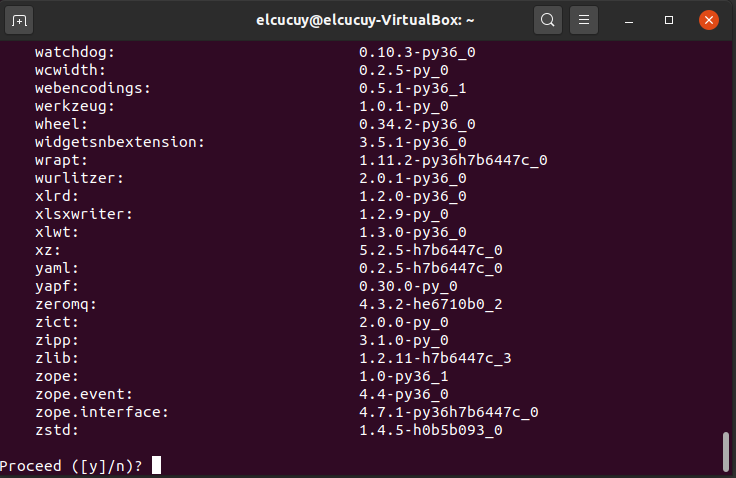 elcucuy@elcucuy-VirtualBox: ~
watchdog: 0.10.3-py36_0
wcwidth: 0.2.5-py_0
webencodings: 0.5.1-py36_1
werkzeug: 1.0.1-py_0
wheel: 0.34.2-py36_0
widgetsnbextension: 3.5.1-py36_0
wrapt: 1.11.2-py36h7b6447c_0
wurlitzer: 2.0.1-py36_0
xlrd: 1.2.0-py36_0
xlsxwriter: 1.2.9-py_0
xlwt: 1.3.0-py36_0
xz: 5.2.5-h7b6447c_0
yaml: 0.2.5-h7b6447c_0
yapf: 0.30.0-py_0
zeromq: 4.3.2-he6710b0_2
zict: 2.0.0-py_0
zipp: 3.1.0-py_0
zlib: 1.2.11-h7b6447c_3
zope: 1.0-py36_1
zope.event: 4.4-py36_0
zope.interface: 4.7.1-py36h7b6447c_0
zstd: 1.4.5-h0b5b093_0
Proceed ([y]/n)?